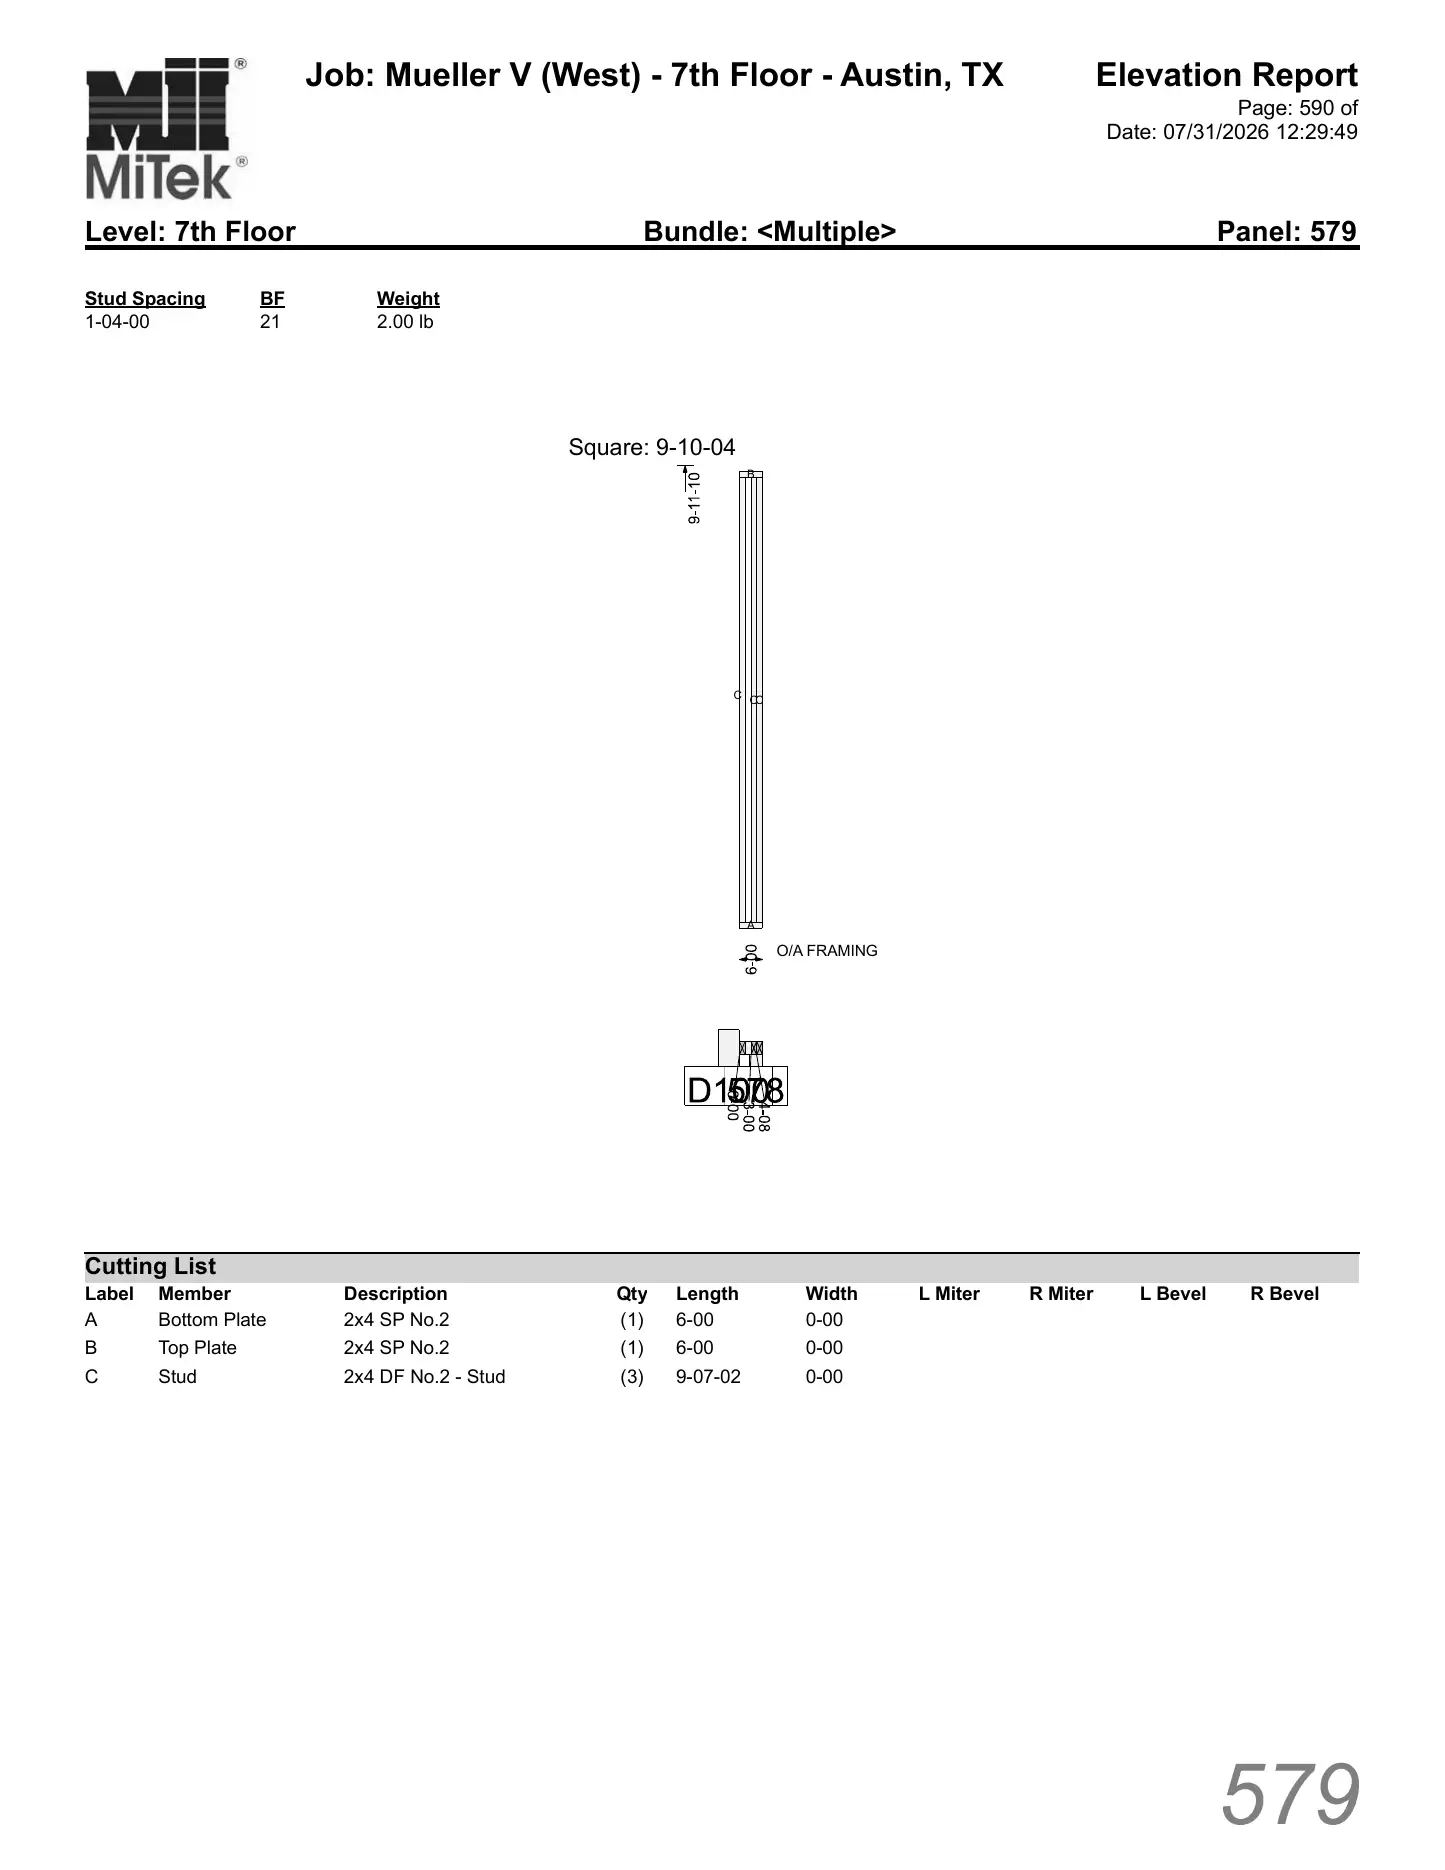 Job: Mueller V (West) - 7th Floor - Austin, TX
Elevation Report
Page: 590 of
Date: 07/31/2026 12:29:49
MiTek
Level: 7th Floor Bundle: <Multiple> Panel: 579
Stud Spacing BF Weight
1-04-00 21 2.00 lb
Square: 9-10-04
9-11-10
B
C
C
C
A
6-00
O/A FRAMING
3-00
4-08
Cutting List
Label Member Description Qty Length Width L Miter R Miter L Bevel R Bevel
A Bottom Plate 2x4 SP No.2 (1) 6-00 0-00
B Top Plate 2x4 SP No.2 (1) 6-00 0-00
C Stud 2x4 DF No.2 - Stud (3) 9-07-02 0-00
579